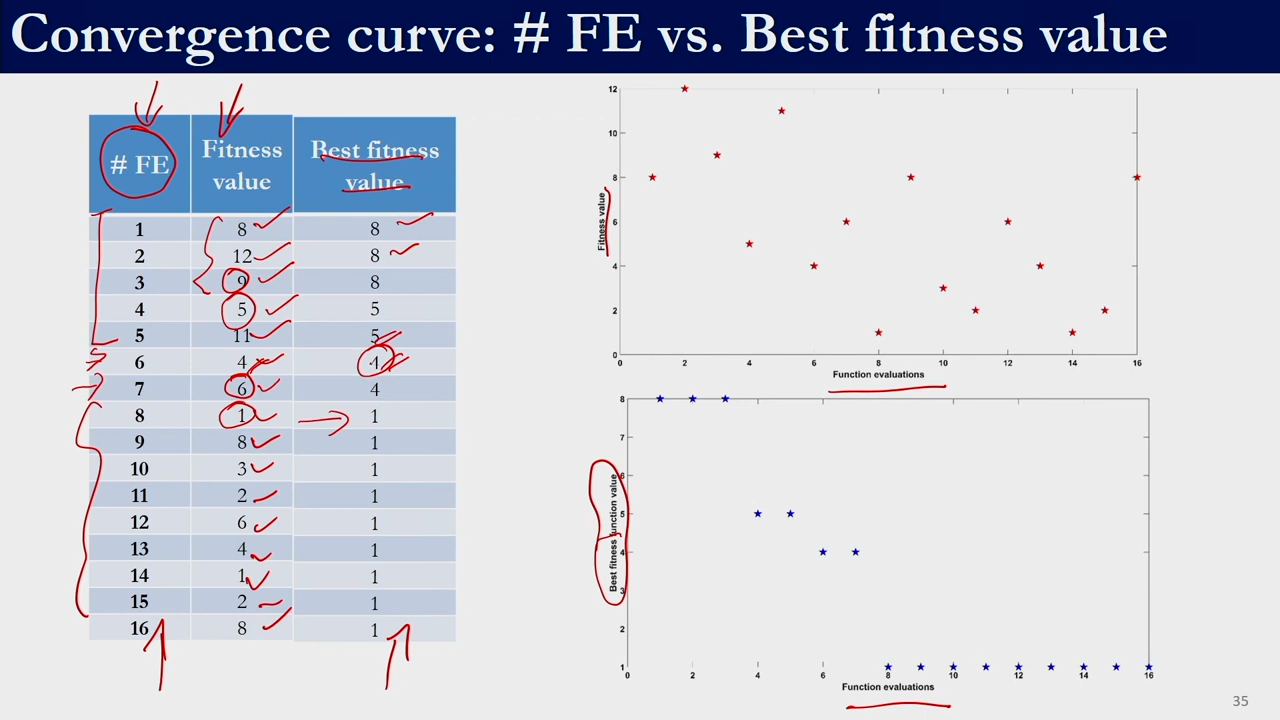 Convergence curve: # FE vs. Best fitness value
# FE Fitness value Best fitness value
1 8 8
2 12 8
3 9 8
4 5 5
5 11 5
6 4 4
7 6 4
8 1 1
9 8 1
10 3 1
11 2 1
12 6 1
13 4 1
14 1 1
15 2 1
16 8 1
12
10
8
6
4
2
0
Fitness value
0 2 4 6 8 10 12 14 16
Function evaluations
8
7
6
5
4
3
2
1
Best fitness function value
0 2 4 6 8 10 12 14 16
Function evaluations
35